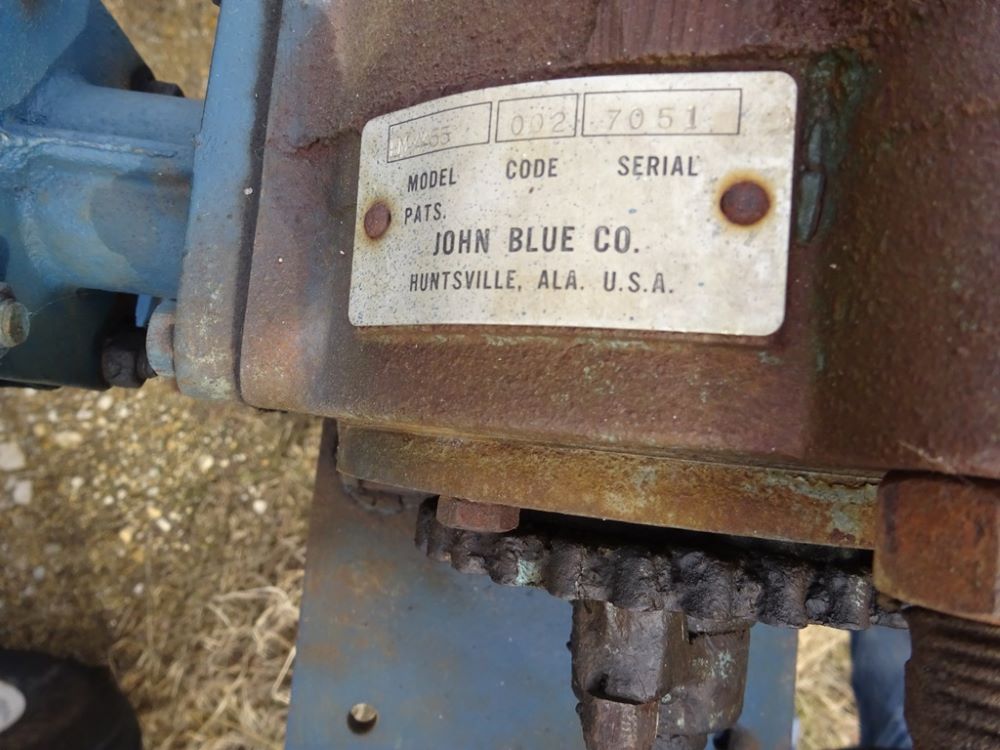 002 7051
MODEL CODE SERIAL
PATS.
JOHN BLUE CO.
HUNTSVILLE, ALA. U.S.A.